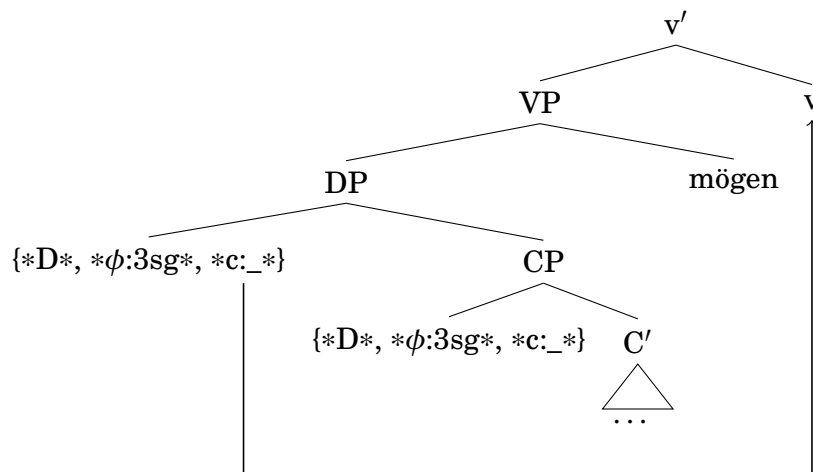 v′
VP v
DP mögen
{*D*, *ϕ:3sg*, *c:_*} CP
{*D*, *ϕ:3sg*, *c:_*} C′
...